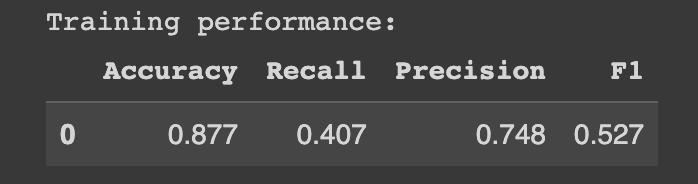 Training performance:
Accuracy Recall Precision F1
0 0.877 0.407 0.748 0.527